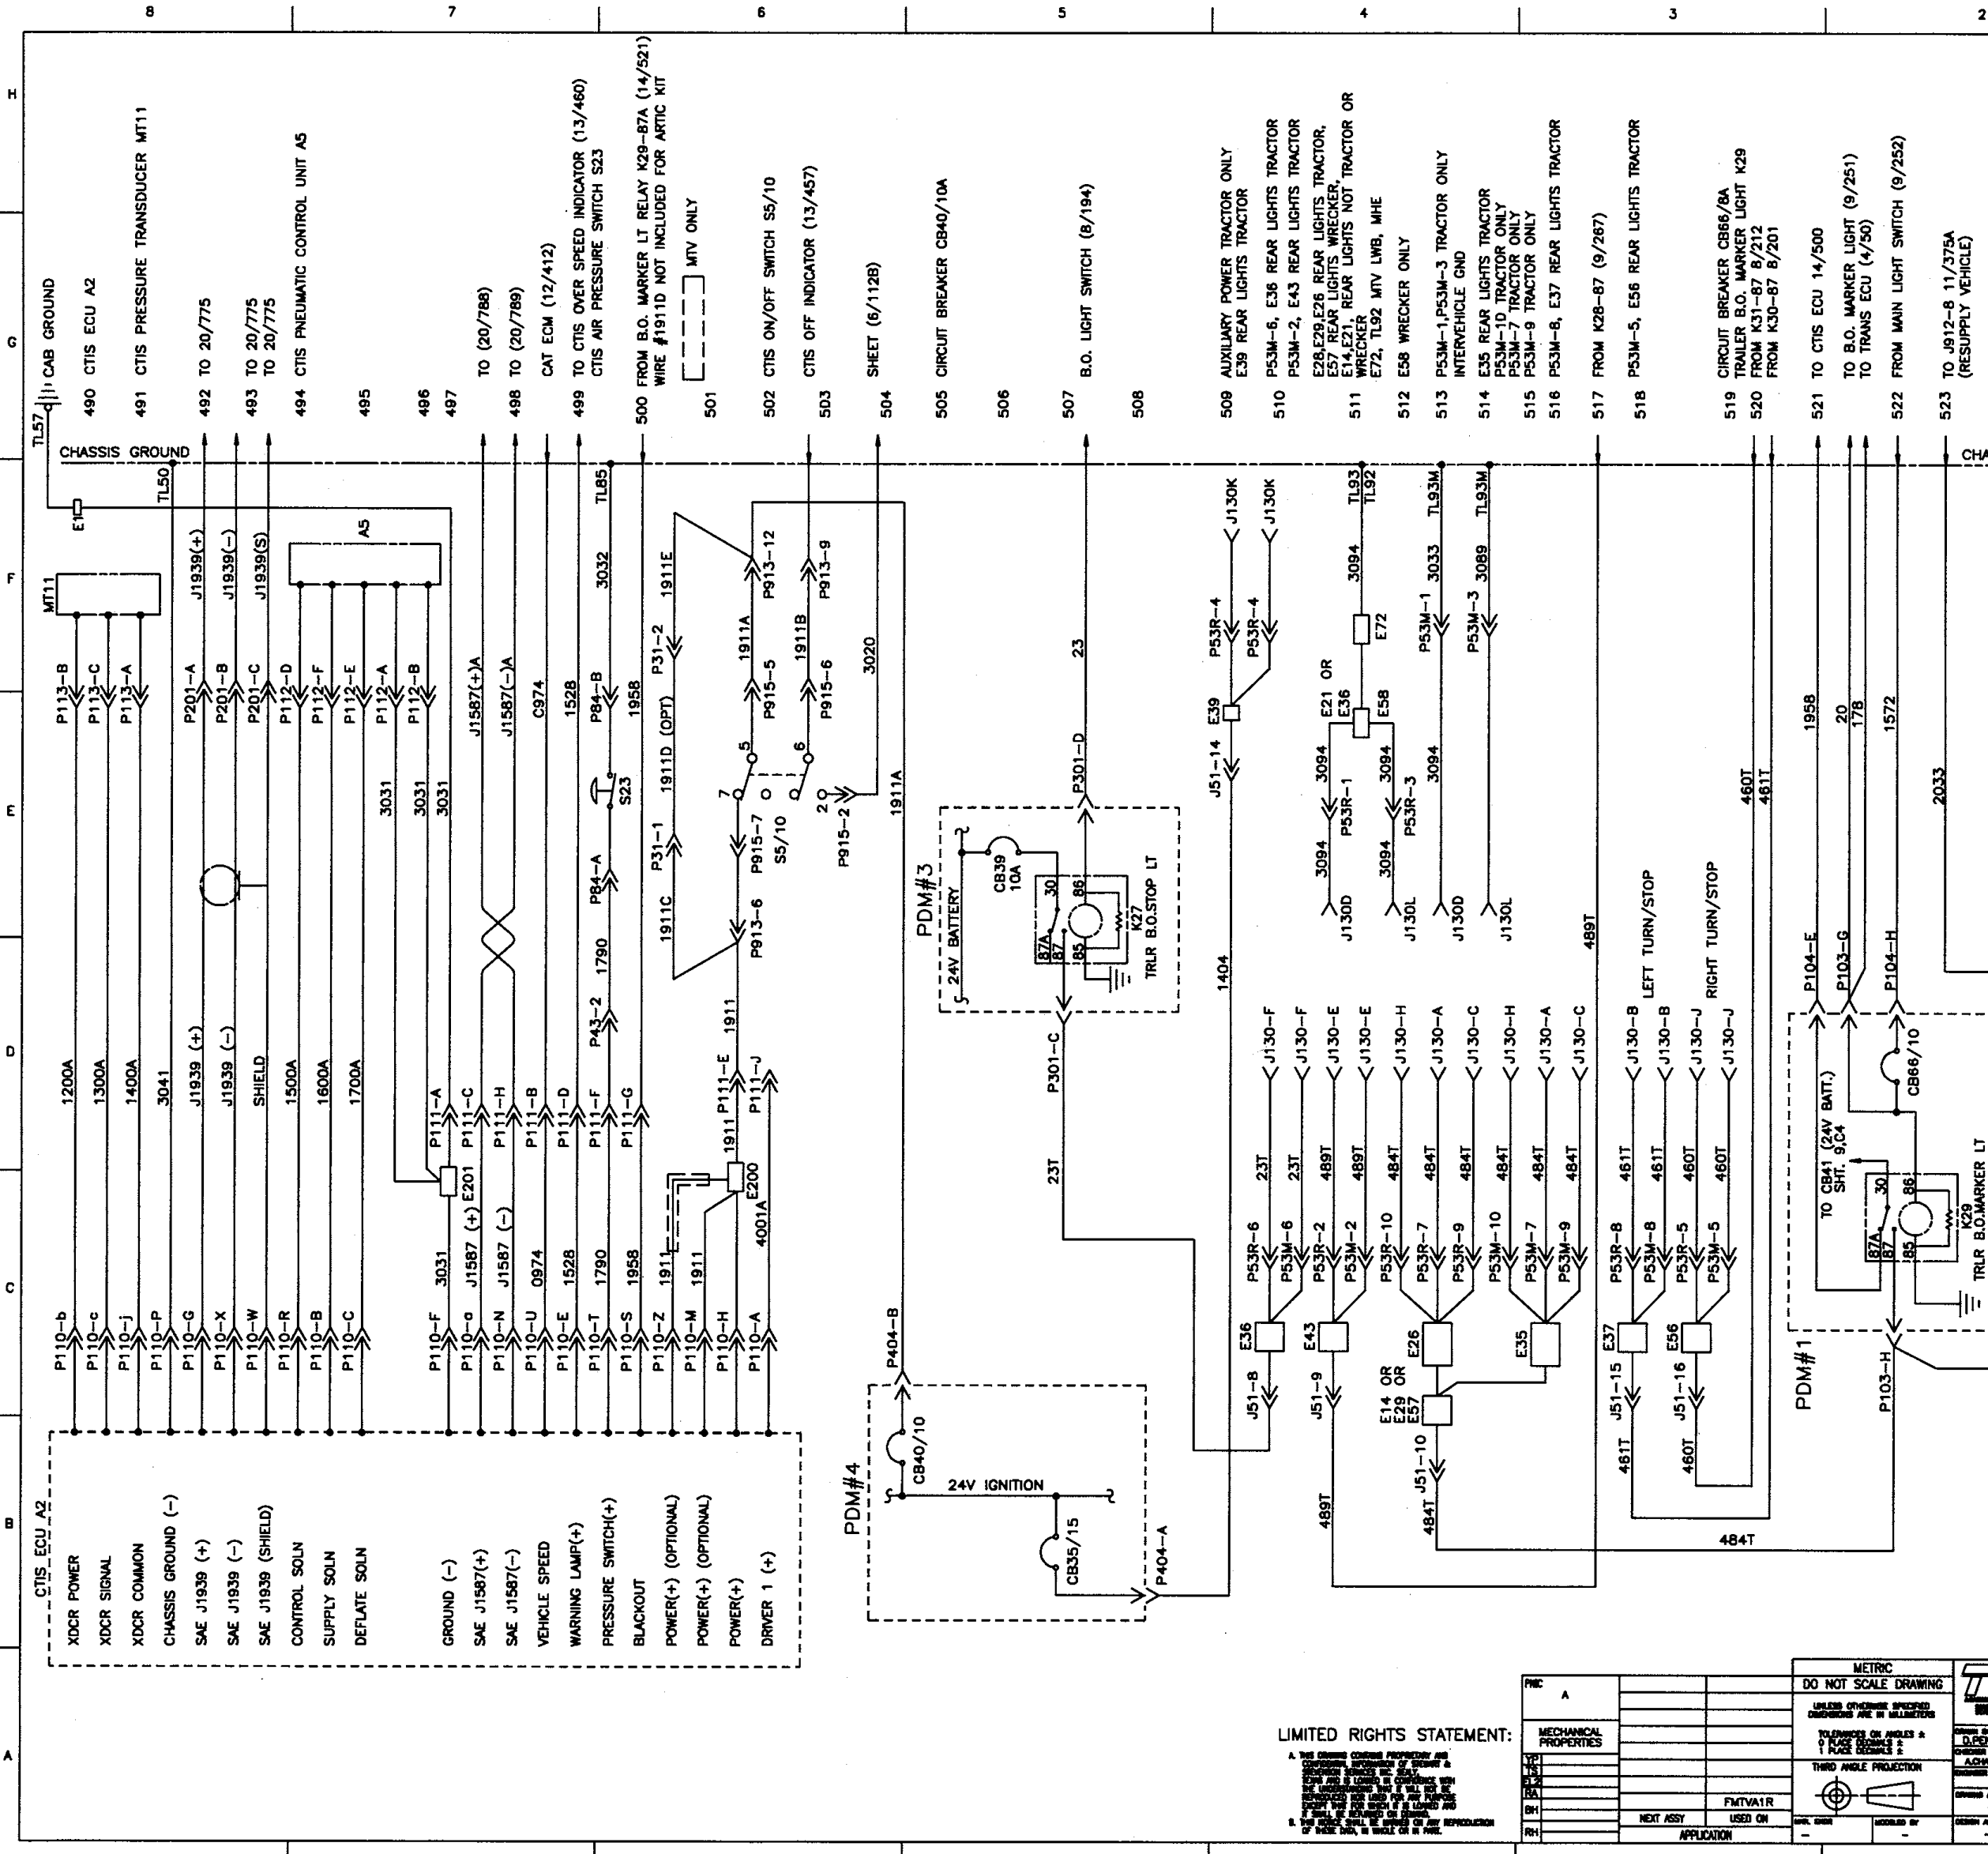 8 7 6 5 4 3 2
H
G
F
E
D
C
B
A
CAB GROUND
TL57
490 CTIS ECU A2
491 CTIS PRESSURE TRANSDUCER MT11
492 TO 20/775
493 TO 20/775
TO 20/775
494 CTIS PNEUMATIC CONTROL UNIT A5
495
496
497
TO (20/788)
498 TO (20/789)
CAT ECM (12/412)
499 TO CTIS OVER SPEED INDICATOR (13/460)
CTIS AIR PRESSURE SWITCH S23
500 FROM B.O. MARKER LT RELAY K29-87A (14/521)
WIRE #1911D NOT INCLUDED FOR ARTIC KIT
MTV ONLY
501
502 CTIS ON/OFF SWITCH S5/10
503 CTIS OFF INDICATOR (13/457)
504 SHEET (6/112B)
505 CIRCUIT BREAKER CB40/10A
506
507 B.O. LIGHT SWITCH (8/194)
508
509 AUXILIARY POWER TRACTOR ONLY
E39 REAR LIGHTS TRACTOR
510 P53M-6, E36 REAR LIGHTS TRACTOR
P53M-2, E43 REAR LIGHTS TRACTOR
E28,E29,E26 REAR LIGHTS TRACTOR,
E57 REAR LIGHTS WRECKER,
511 E14,E21, REAR LIGHTS NOT TRACTOR OR
WRECKER
E72, TL92 MTV LWB, MHE
512 E58 WRECKER ONLY
513 P53M-1,P53M-3 TRACTOR ONLY
INTERVEHICLE GND
514 E35 REAR LIGHTS TRACTOR
P53M-10 TRACTOR ONLY
P53M-7 TRACTOR ONLY
515 P53M-9 TRACTOR ONLY
516 P53M-8, E37 REAR LIGHTS TRACTOR
517 FROM K28-87 (9/267)
518 P53M-5, E56 REAR LIGHTS TRACTOR
519 CIRCUIT BREAKER CB66/8A
TRAILER B.O. MARKER LIGHT K29
520 FROM K31-87 8/212
FROM K30-87 8/201
521 TO CTIS ECU 14/500
TO B.O. MARKER LIGHT (9/251)
TO TRANS ECU (4/50)
522 FROM MAIN LIGHT SWITCH (9/252)
523 TO J912-8 11/375A
(RESUPPLY VEHICLE)
CHASSIS GROUND
CHA
E1
TL50
MT11
A5
J1939(+)
J1939(-)
J1939(S)
P113-B
P113-C
P113-A
P201-A
P201-B
P201-C
P112-D
P112-F
P112-E
P112-A
P112-B
3031
3031
3031
J1587(+)A
J1587(-)A
C974
1528
TL85
3032
P84-B
S23
P84-A
1790
P43-2
1958
1911E
P31-2
1911D (OPT)
P31-1
1911C
P913-12
1911A
P915-5
5
7
P915-7
S5/10
P913-6
1911
P913-9
1911B
P915-6
6
2
P915-2
3020
1911A
1200A
1300A
1400A
3041
J1939 (+)
J1939 (-)
SHIELD
1500A
1600A
1700A
P111-A
P111-C
P111-H
P111-B
P111-D
P111-F
P111-G
P111-E
P111-J
E201
3031
J1587 (+)
J1587 (-)
0974
1528
1790
1958
1911
1911
1911
E200
4001A
P110-b
P110-c
P110-j
P110-P
P110-G
P110-X
P110-W
P110-R
P110-B
P110-C
P110-F
P110-a
P110-N
P110-U
P110-E
P110-T
P110-S
P110-Z
P110-M
P110-H
P110-A
CTIS ECU A2
XDCR POWER
XDCR SIGNAL
XDCR COMMON
CHASSIS GROUND (-)
SAE J1939 (+)
SAE J1939 (-)
SAE J1939 (SHIELD)
CONTROL SOLN
SUPPLY SOLN
DEFLATE SOLN
GROUND (-)
SAE J1587(+)
SAE J1587(-)
VEHICLE SPEED
WARNING LAMP(+)
PRESSURE SWITCH(+)
BLACKOUT
POWER(+) (OPTIONAL)
POWER(+) (OPTIONAL)
POWER(+)
DRIVER 1 (+)
PDM#3
24V BATTERY
CB39
10A
30
86
87A
87
85
K27
TRLR B.O.STOP LT
P301-D
23
P301-C
23T
PDM#4
P404-B
CB40/10
24V IGNITION
CB35/15
P404-A
1404
J130K
J130K
P53R-4
P53R-4
E39
J51-14
TL93
TL92
3094
E72
E21 OR
E36
E58
3094
3094
P53R-1
P53R-3
3094
3094
J130D
J130L
TL93M
3033
P53M-1
3094
J130D
TL93M
3089
P53M-3
J130L
489T
J130-F
J130-F
J130-E
J130-E
J130-H
J130-A
J130-C
J130-H
J130-A
J130-C
J130-B
J130-B
J130-J
J130-J
LEFT TURN/STOP
RIGHT TURN/STOP
23T
23T
489T
489T
484T
484T
484T
484T
484T
484T
461T
461T
460T
460T
P53R-6
P53M-6
P53R-2
P53M-2
P53R-10
P53R-7
P53R-9
P53M-10
P53M-7
P53M-9
P53R-8
P53M-8
P53R-5
P53M-5
E36
E43
E26
E35
E37
E56
J51-8
J51-9
E14 OR
E29 OR
E57
J51-10
J51-15
J51-16
489T
484T
461T
460T
484T
460T
461T
1958
20
178
1572
2033
P104-E
P103-G
P104-H
TO CB41 (24V BATT.)
SHT. 9,C4
CB66/10
30
86
87A
87
85
K29
TRLR B.O.MARKER LT
PDM#1
P103-H
LIMITED RIGHTS STATEMENT:
PMIC
A
MECHANICAL
PROPERTIES
YP
TS
EL2
RA
BH
RH
FMTVA1R
NEXT ASSY
USED ON
APPLICATION
METRIC
DO NOT SCALE DRAWING
UNLESS OTHERWISE SPECIFIED
DIMENSIONS ARE IN MILLIMETERS
TOLERANCES ON ANGLES ±
0 PLACE DECIMALS ±
1 PLACE DECIMALS ±
THIRD ANGLE PROJECTION
MODELED BY